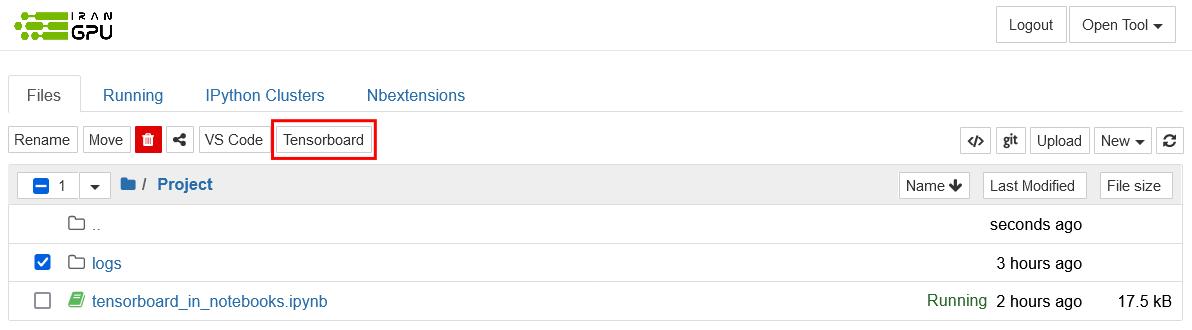 IRAN
GPU
Logout
Open Tool
Files Running IPython Clusters Nbextensions
Rename Move VS Code Tensorboard </> git Upload New
1 / Project Name Last Modified File size
.. seconds ago
logs 3 hours ago
tensorboard_in_notebooks.ipynb Running 2 hours ago 17.5 kB